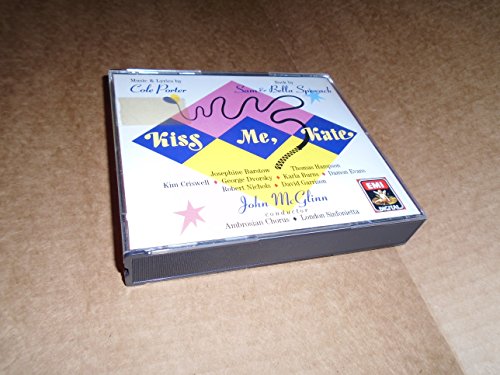 Music & Lyrics by
Cole Porter
Book by
Sam & Bella Spewack
Kiss Me, Kate
Josephine Barstow Thomas Hampson
Kim Criswell • George Dvorsky • Karla Burns • Damon Evans
Robert Nichols • David Garrison
John McGlinn
conductor
Ambrosian Chorus • London Sinfonietta
EMI
DIGITAL